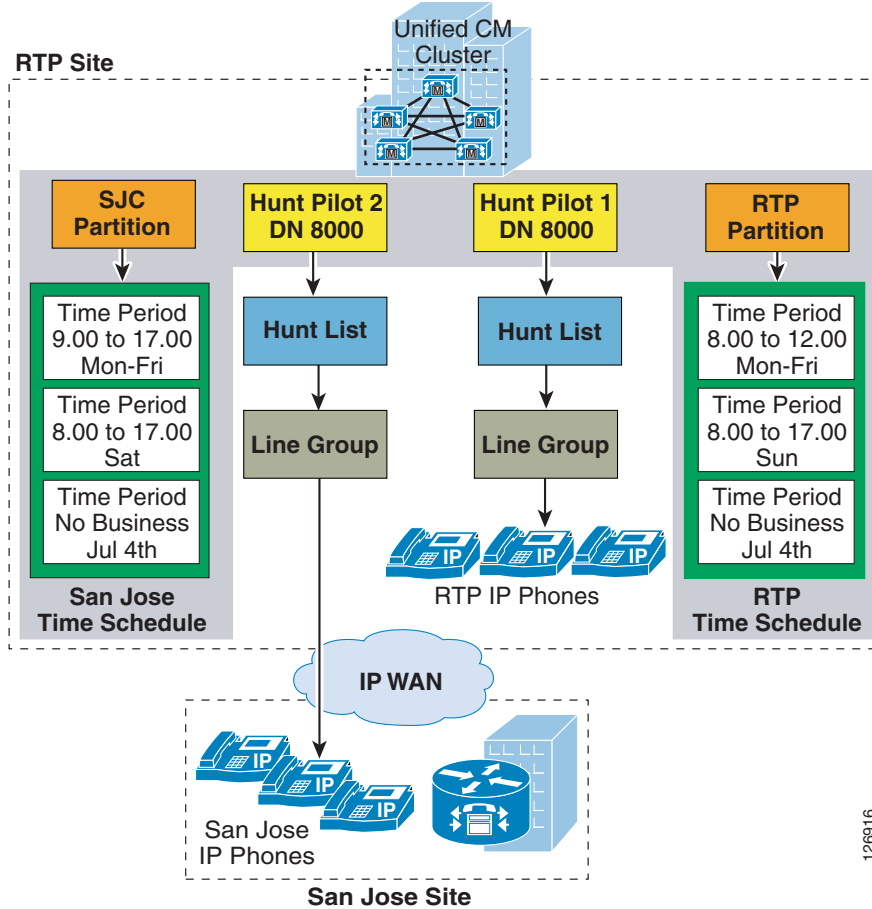 Unified CM
Cluster
RTP Site
M
M
M
M
M
SJC
Partition
Hunt Pilot 2
DN 8000
Hunt Pilot 1
DN 8000
RTP
Partition
Time Period
9.00 to 17.00
Mon-Fri
Time Period
8.00 to 17.00
Sat
Time Period
No Business
Jul 4th
San Jose
Time Schedule
Hunt List
Line Group
Hunt List
Line Group
IP
IP
IP
RTP IP Phones
Time Period
8.00 to 12.00
Mon-Fri
Time Period
8.00 to 17.00
Sun
Time Period
No Business
Jul 4th
RTP
Time Schedule
IP WAN
IP
IP
IP
San Jose
IP Phones
San Jose Site
126916